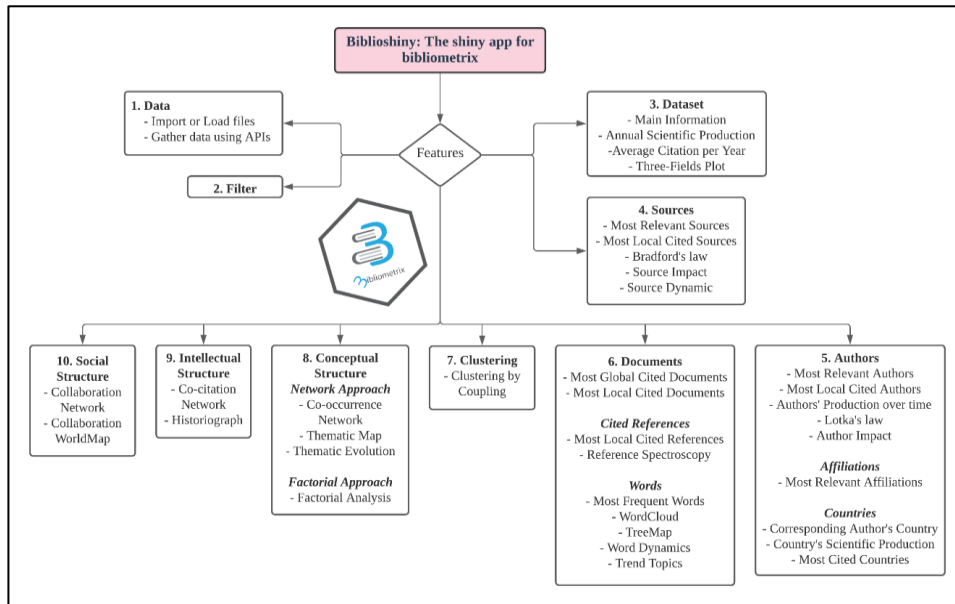 Biblioshiny: The shiny app for
bibliometrix
1. Data
- Import or Load files
- Gather data using APIs
Features
2. Filter
3. Dataset
- Main Information
- Annual Scientific Production
-Average Citation per Year
- Three-Fields Plot
4. Sources
- Most Relevant Sources
- Most Local Cited Sources
- Bradford's law
- Source Impact
- Source Dynamic
Bibliometrix
10. Social
Structure
- Collaboration
Network
- Collaboration
WorldMap
9. Intellectual
Structure
- Co-citation
Network
- Historiograph
8. Conceptual
Structure
Network Approach
- Co-occurrence
Network
- Thematic Map
- Thematic Evolution
Factorial Approach
- Factorial Analysis
7. Clustering
- Clustering by
Coupling
6. Documents
- Most Global Cited Documents
- Most Local Cited Documents
Cited References
- Most Local Cited References
- Reference Spectroscopy
Words
- Most Frequent Words
- WordCloud
- TreeMap
- Word Dynamics
- Trend Topics
5. Authors
- Most Relevant Authors
- Most Local Cited Authors
- Authors' Production over time
- Lotka's law
- Author Impact
Affiliations
- Most Relevant Affiliations
Countries
- Corresponding Author's Country
- Country's Scientific Production
- Most Cited Countries